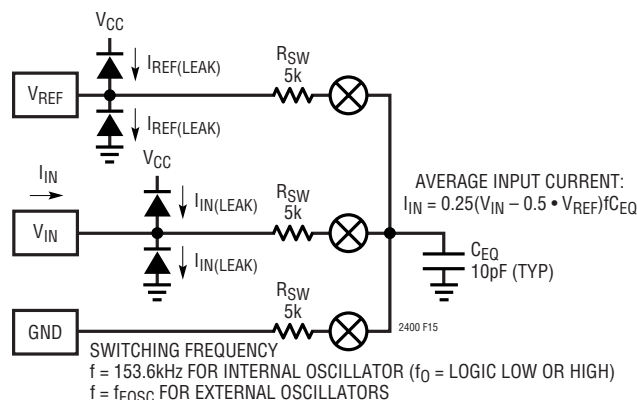 VCC
IREF(LEAK)
RSW
5k
VREF
IREF(LEAK)
VCC
IIN
IIN(LEAK)
RSW
5k
AVERAGE INPUT CURRENT:
IIN = 0.25(VIN – 0.5 • VREF)fCEQ
VIN
IIN(LEAK)
CEQ
10pF (TYP)
RSW
5k
2400 F15
GND
SWITCHING FREQUENCY
f = 153.6kHz FOR INTERNAL OSCILLATOR (fO = LOGIC LOW OR HIGH)
f = fEOSC FOR EXTERNAL OSCILLATORS